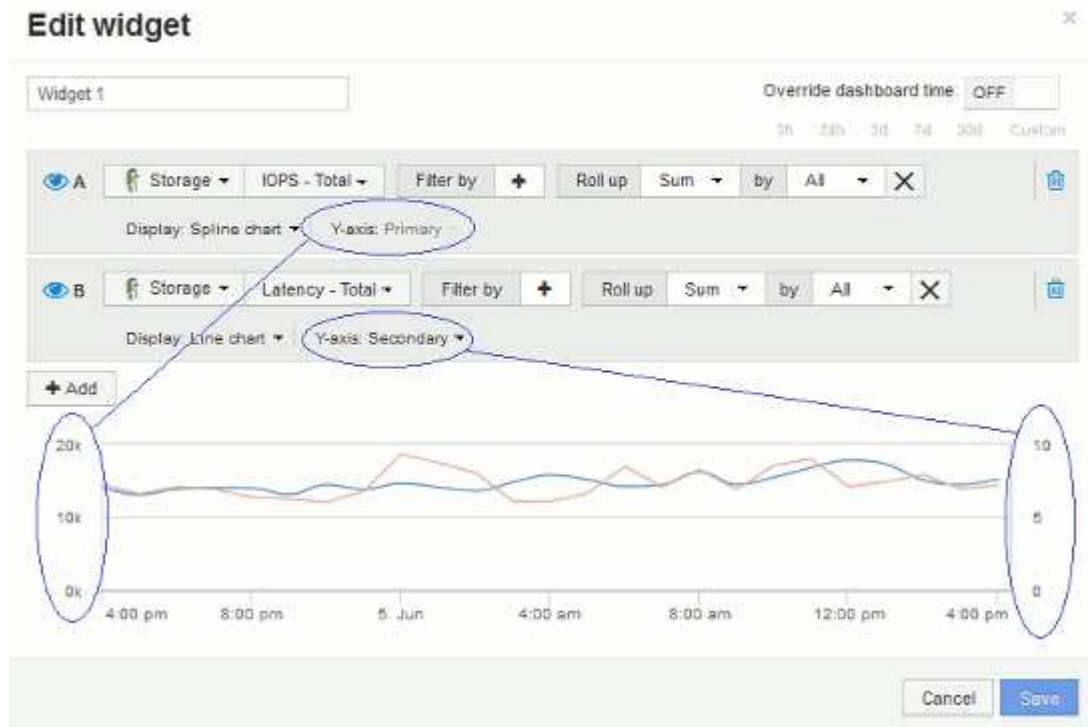 Edit widget
×
Widget 1
Override dashboard time: OFF
3h 24h 3d 7d 30d Custom
A Storage IOPS - Total Filter by + Roll up Sum by All X
Display: Spline chart Y-axis: Primary
B Storage Latency - Total Filter by + Roll up Sum by All X
Display: Line chart Y-axis: Secondary
+ Add
20k 10
10k 5
0k 0
4:00 pm 8:00 pm 5. Jun 4:00 am 8:00 am 12:00 pm 4:00 pm
Cancel Save